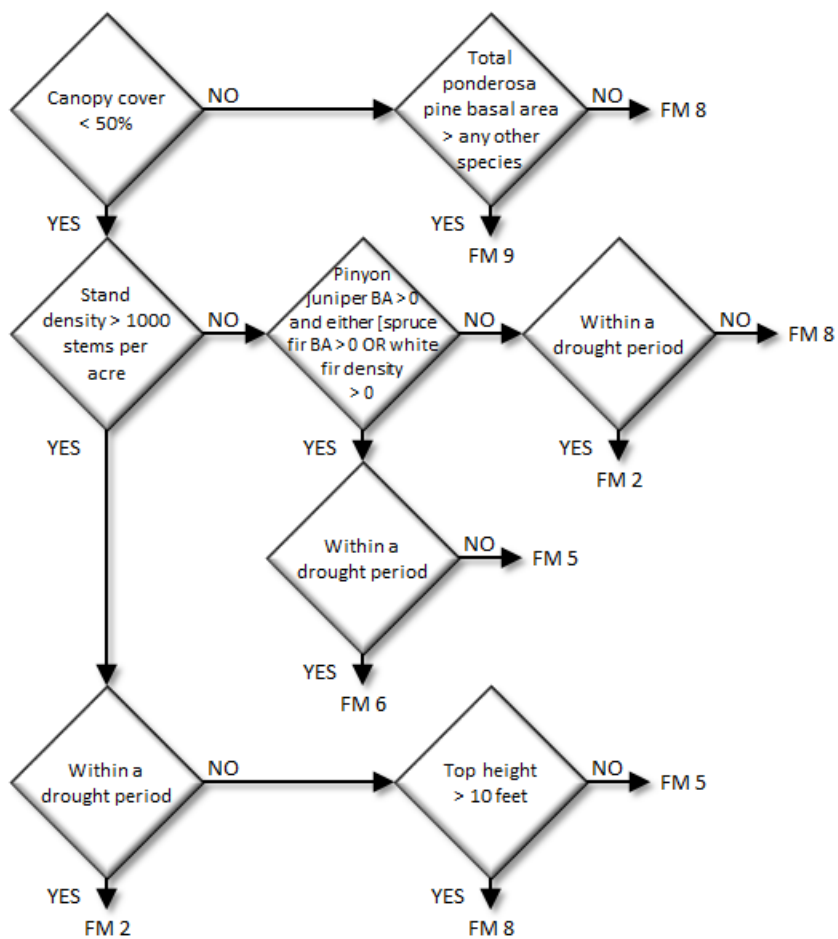 Canopy cover
< 50%
NO
Total
ponderosa
pine basal area
> any other
species
NO
FM 8
YES
YES
FM 9
Stand
density > 1000
stems per
acre
NO
Pinyon
juniper BA > 0
and either [spruce
fir BA > 0 OR white
fir density
> 0
NO
Within a
drought period
NO
FM 8
YES
YES
YES
FM 2
Within a
drought period
NO
FM 5
YES
FM 6
Within a
drought period
NO
Top height
> 10 feet
NO
FM 5
YES
FM 2
YES
FM 8